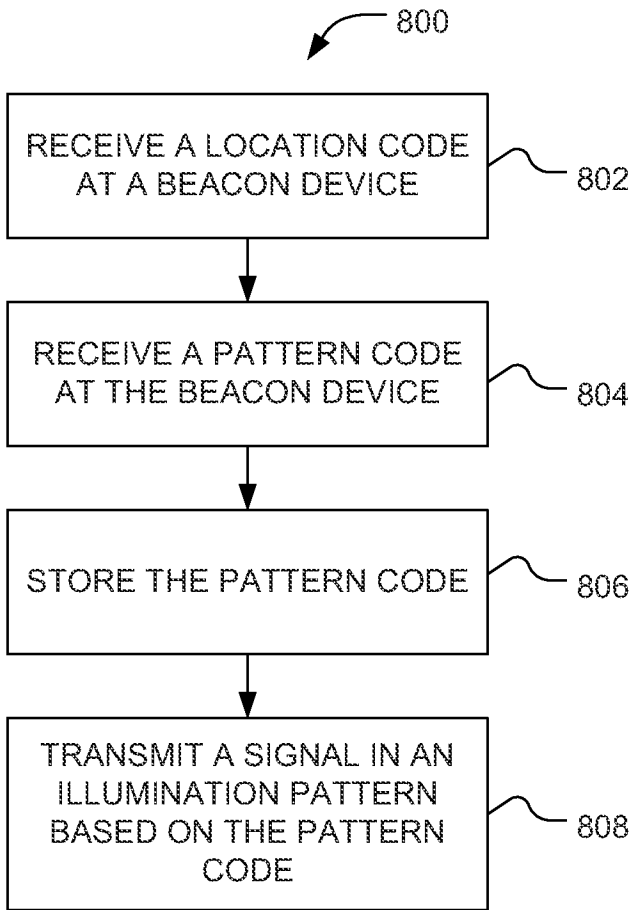 800
RECEIVE A LOCATION CODE
AT A BEACON DEVICE
802
RECEIVE A PATTERN CODE
AT THE BEACON DEVICE
804
STORE THE PATTERN CODE
806
TRANSMIT A SIGNAL IN AN
ILLUMINATION PATTERN
BASED ON THE PATTERN
CODE
808